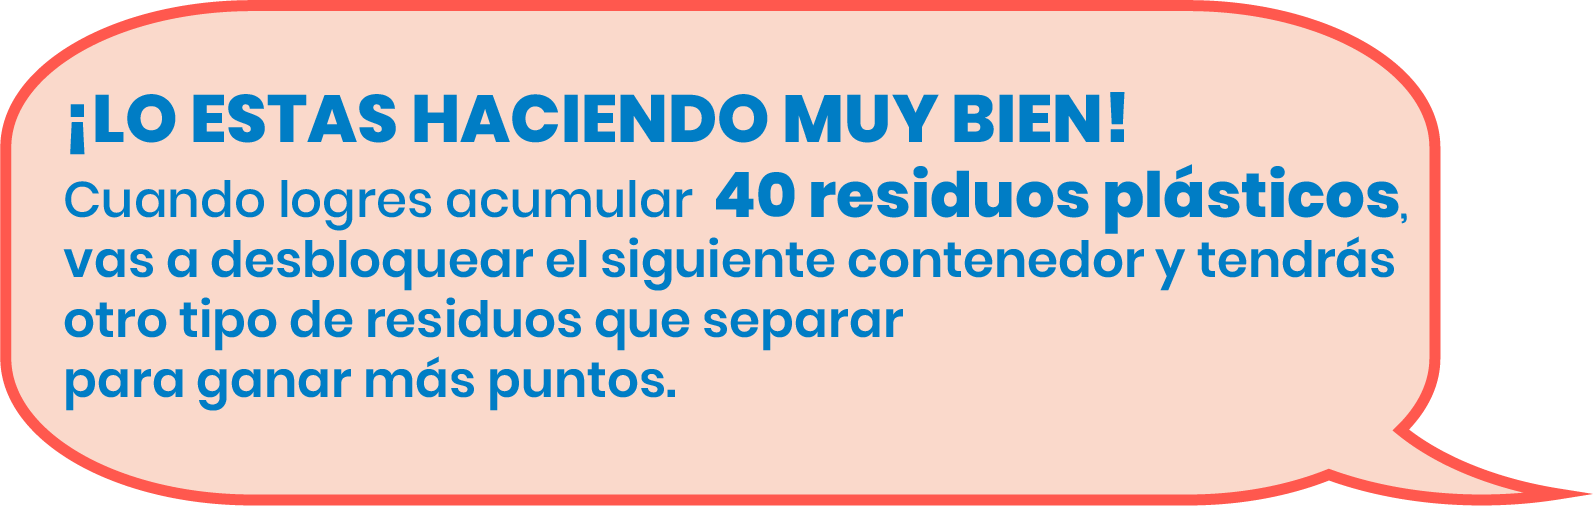 ¡LO ESTAS HACIENDO MUY BIEN!
Cuando logres acumular 40 residuos plásticos,
vas a desbloquear el siguiente contenedor y tendrás
otro tipo de residuos que separar
para ganar más puntos.